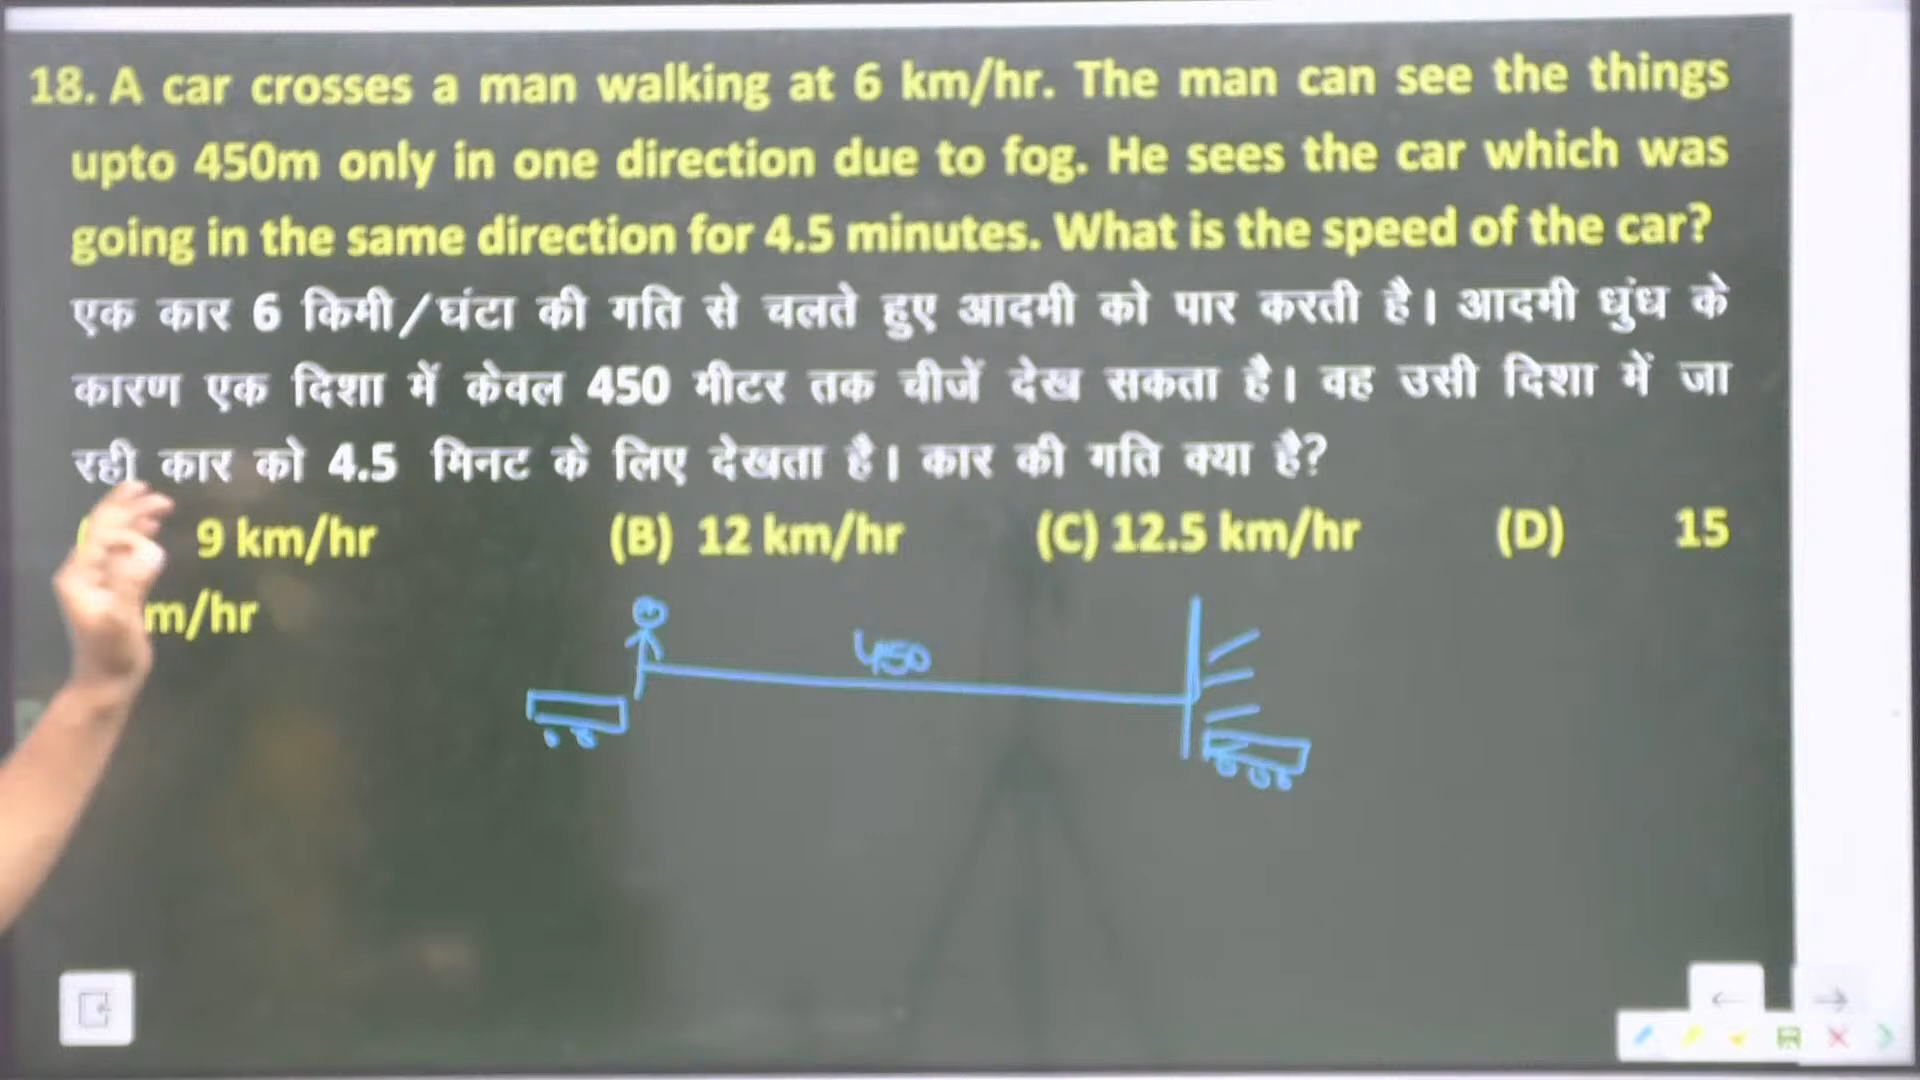 18. A car crosses a man walking at 6 km/hr. The man can see the things
upto 450m only in one direction due to fog. He sees the car which was
going in the same direction for 4.5 minutes. What is the speed of the car?
एक कार 6 किमी/घंटा की गति से चलते हुए आदमी को पार करती है। आदमी धुंध के
कारण एक दिशा में केवल 450 मीटर तक चीजें देख सकता है। वह उसी दिशा में जा
रही कार को 4.5 मिनट के लिए देखता है। कार की गति क्या है?
9 km/hr (B) 12 km/hr (C) 12.5 km/hr (D) 15
m/hr
450